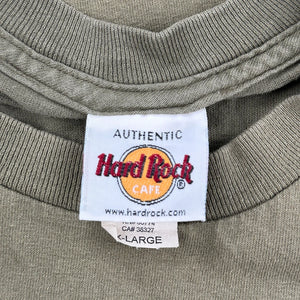 AUTHENTIC
Hard Rock
CAFE ®
www.hardrock.com
CA# 38327
X-LARGE